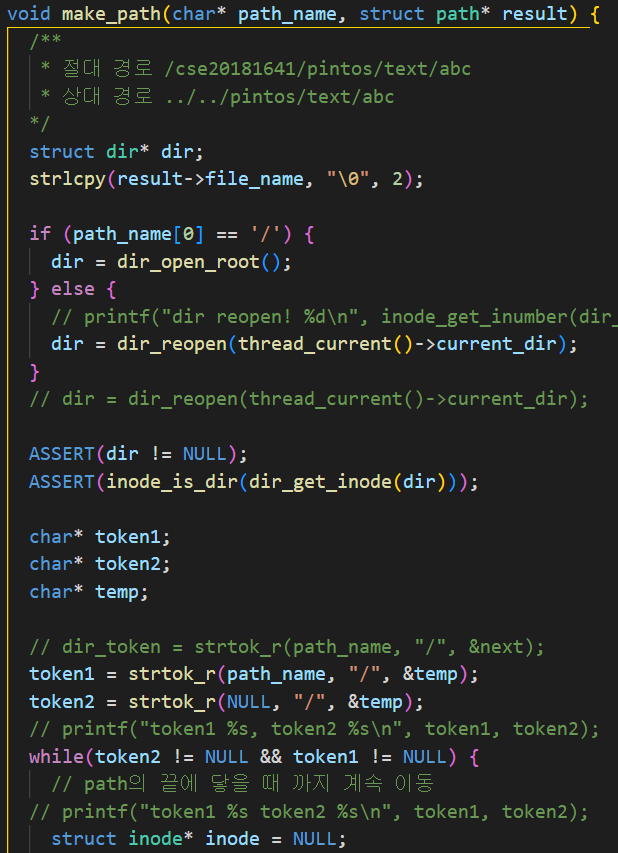 void make_path(char* path_name, struct path* result) {
/**
* 절대 경로 /cse20181641/pintos/text/abc
* 상대 경로 ../../pintos/text/abc
*/
struct dir* dir;
strlcpy(result->file_name, "\0", 2);
if (path_name[0] == '/') {
dir = dir_open_root();
} else {
// printf("dir reopen! %d\n", inode_get_inumber(dir_
dir = dir_reopen(thread_current()->current_dir);
}
// dir = dir_reopen(thread_current()->current_dir);
ASSERT(dir != NULL);
ASSERT(inode_is_dir(dir_get_inode(dir)));
char* token1;
char* token2;
char* temp;
// dir_token = strtok_r(path_name, "/", &next);
token1 = strtok_r(path_name, "/", &temp);
token2 = strtok_r(NULL, "/", &temp);
// printf("token1 %s, token2 %s\n", token1, token2);
while(token2 != NULL && token1 != NULL) {
// path의 끝에 닿을 때 까지 계속 이동
// printf("token1 %s token2 %s\n", token1, token2);
struct inode* inode = NULL;